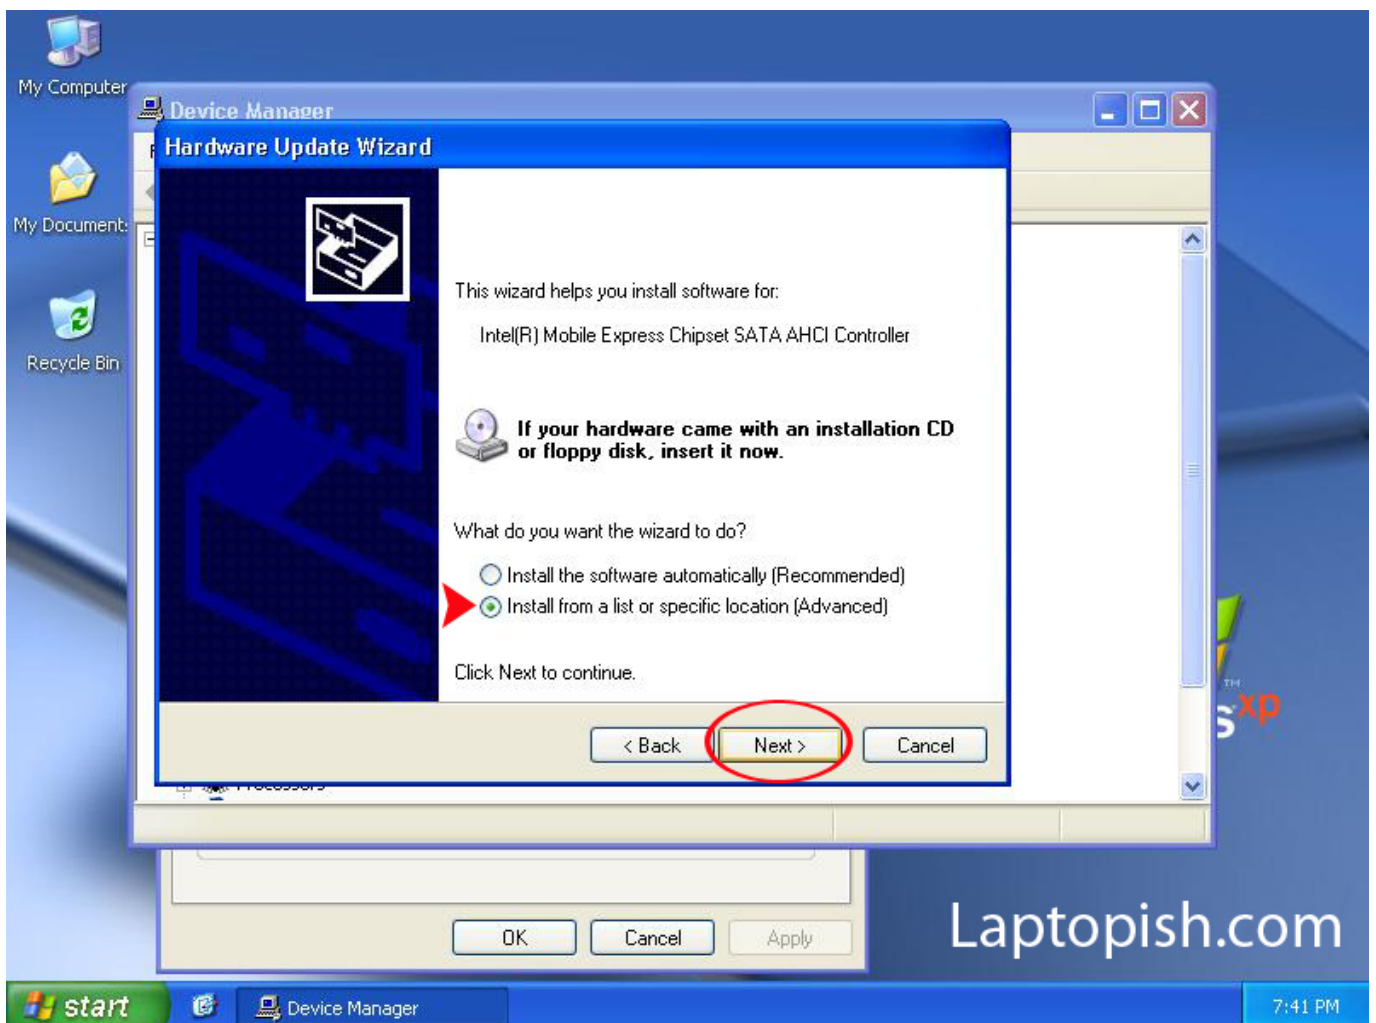 My Computer
Device Manager
Hardware Update Wizard
My Documents
Recycle Bin
This wizard helps you install software for:
Intel(R) Mobile Express Chipset SATA AHCI Controller
If your hardware came with an installation CD
or floppy disk, insert it now.
What do you want the wizard to do?
Install the software automatically (Recommended)
Install from a list or specific location (Advanced)
Click Next to continue.
< Back
Next >
Cancel
xp
TM
Processors
OK
Cancel
Apply
Laptopish.com
start
Device Manager
7:41 PM